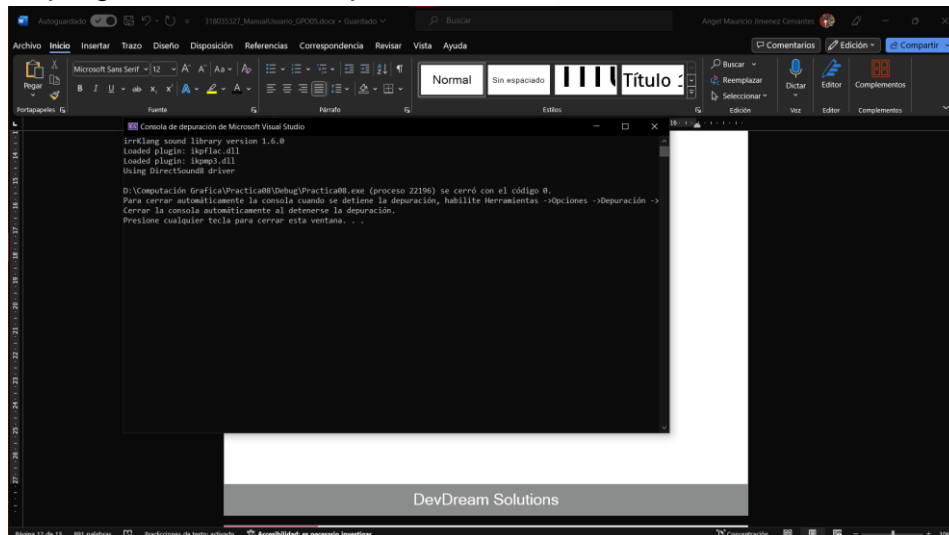 Autoguardado
318035527_ManualUsuario_GPO05.docx • Guardado
Buscar
Angel Mauricio Jimenez Cervantes
Archivo Inicio Insertar Trazo Diseño Disposición Referencias Correspondencia Revisar Vista Ayuda
Comentarios Edición Compartir
Pegar
Microsoft Sans Serif 12
Normal
Sin espaciado
Título
Buscar
Reemplazar
Seleccionar
Dictar
Editor
Complementos
Portapapeles Fuente Párrafo Estilos Edición Voz Editor Complementos
Consola de depuración de Microsoft Visual Studio
irrKlang sound library version 1.6.0
Loaded plugin: ikpflac.dll
Loaded plugin: ikpmp3.dll
Using DirectSound8 driver
D:\Computación Grafica\Practica08\Debug\Practica08.exe (proceso 22196) se cerró con el código 0.
Para cerrar automáticamente la consola cuando se detiene la depuración, habilite Herramientas ->Opciones ->Depuración ->
Cerrar la consola automáticamente al detenerse la depuración.
Presione cualquier tecla para cerrar esta ventana. . .
DevDream Solutions
Página 12 de 13 891 palabras Predicciones de texto: activado Accesibilidad: es necesario investigar Concentración